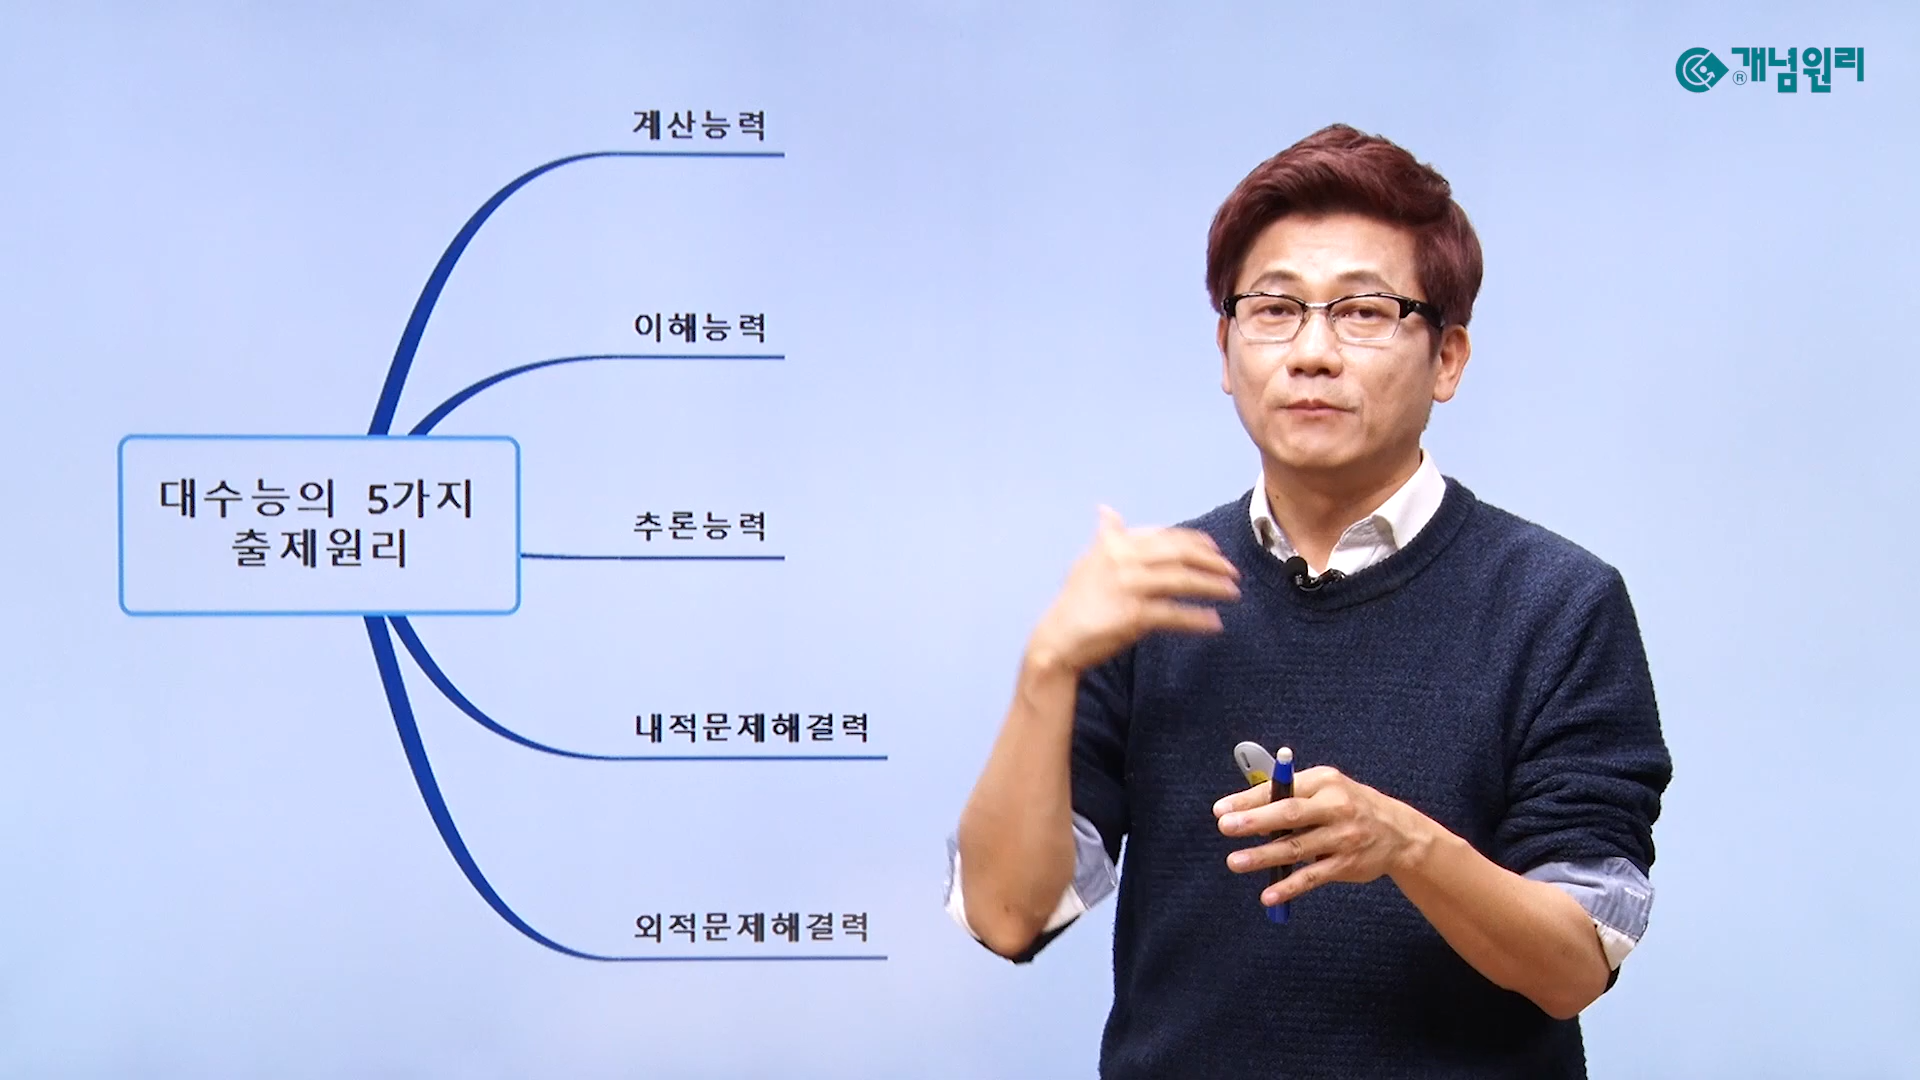 ®개념원리
계산능력
이해능력
대수능의 5가지
출제원리
추론능력
내적문제해결력
외적문제해결력